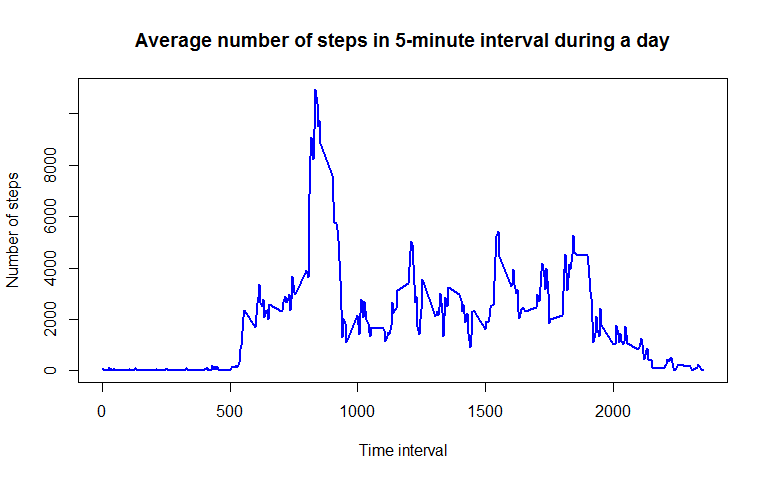 Average number of steps in 5-minute interval during a day
Number of steps
8000
6000
4000
2000
0
0 500 1000 1500 2000
Time interval